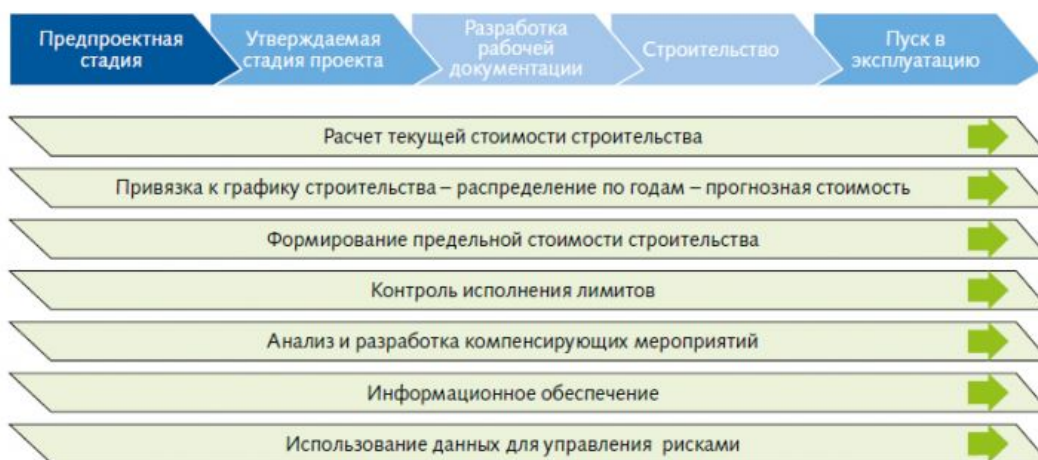 Предпроектная
стадия
Утверждаемая
стадия проекта
Разработка
рабочей
документации
Строительство
Пуск в
эксплуатацию
Расчет текущей стоимости строительства
Привязка к графику строительства – распределение по годам – прогнозная стоимость
Формирование предельной стоимости строительства
Контроль исполнения лимитов
Анализ и разработка компенсирующих мероприятий
Информационное обеспечение
Использование данных для управления рисками